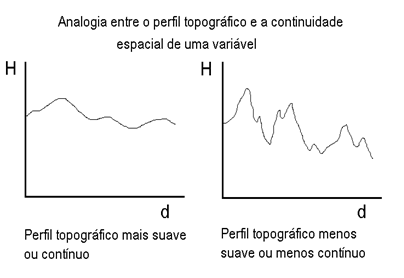 Analogia entre o perfil topográfico e a continuidade
espacial de uma variável
H
d
Perfil topográfico mais suave
ou contínuo
H
d
Perfil topográfico menos
suave ou menos contínuo